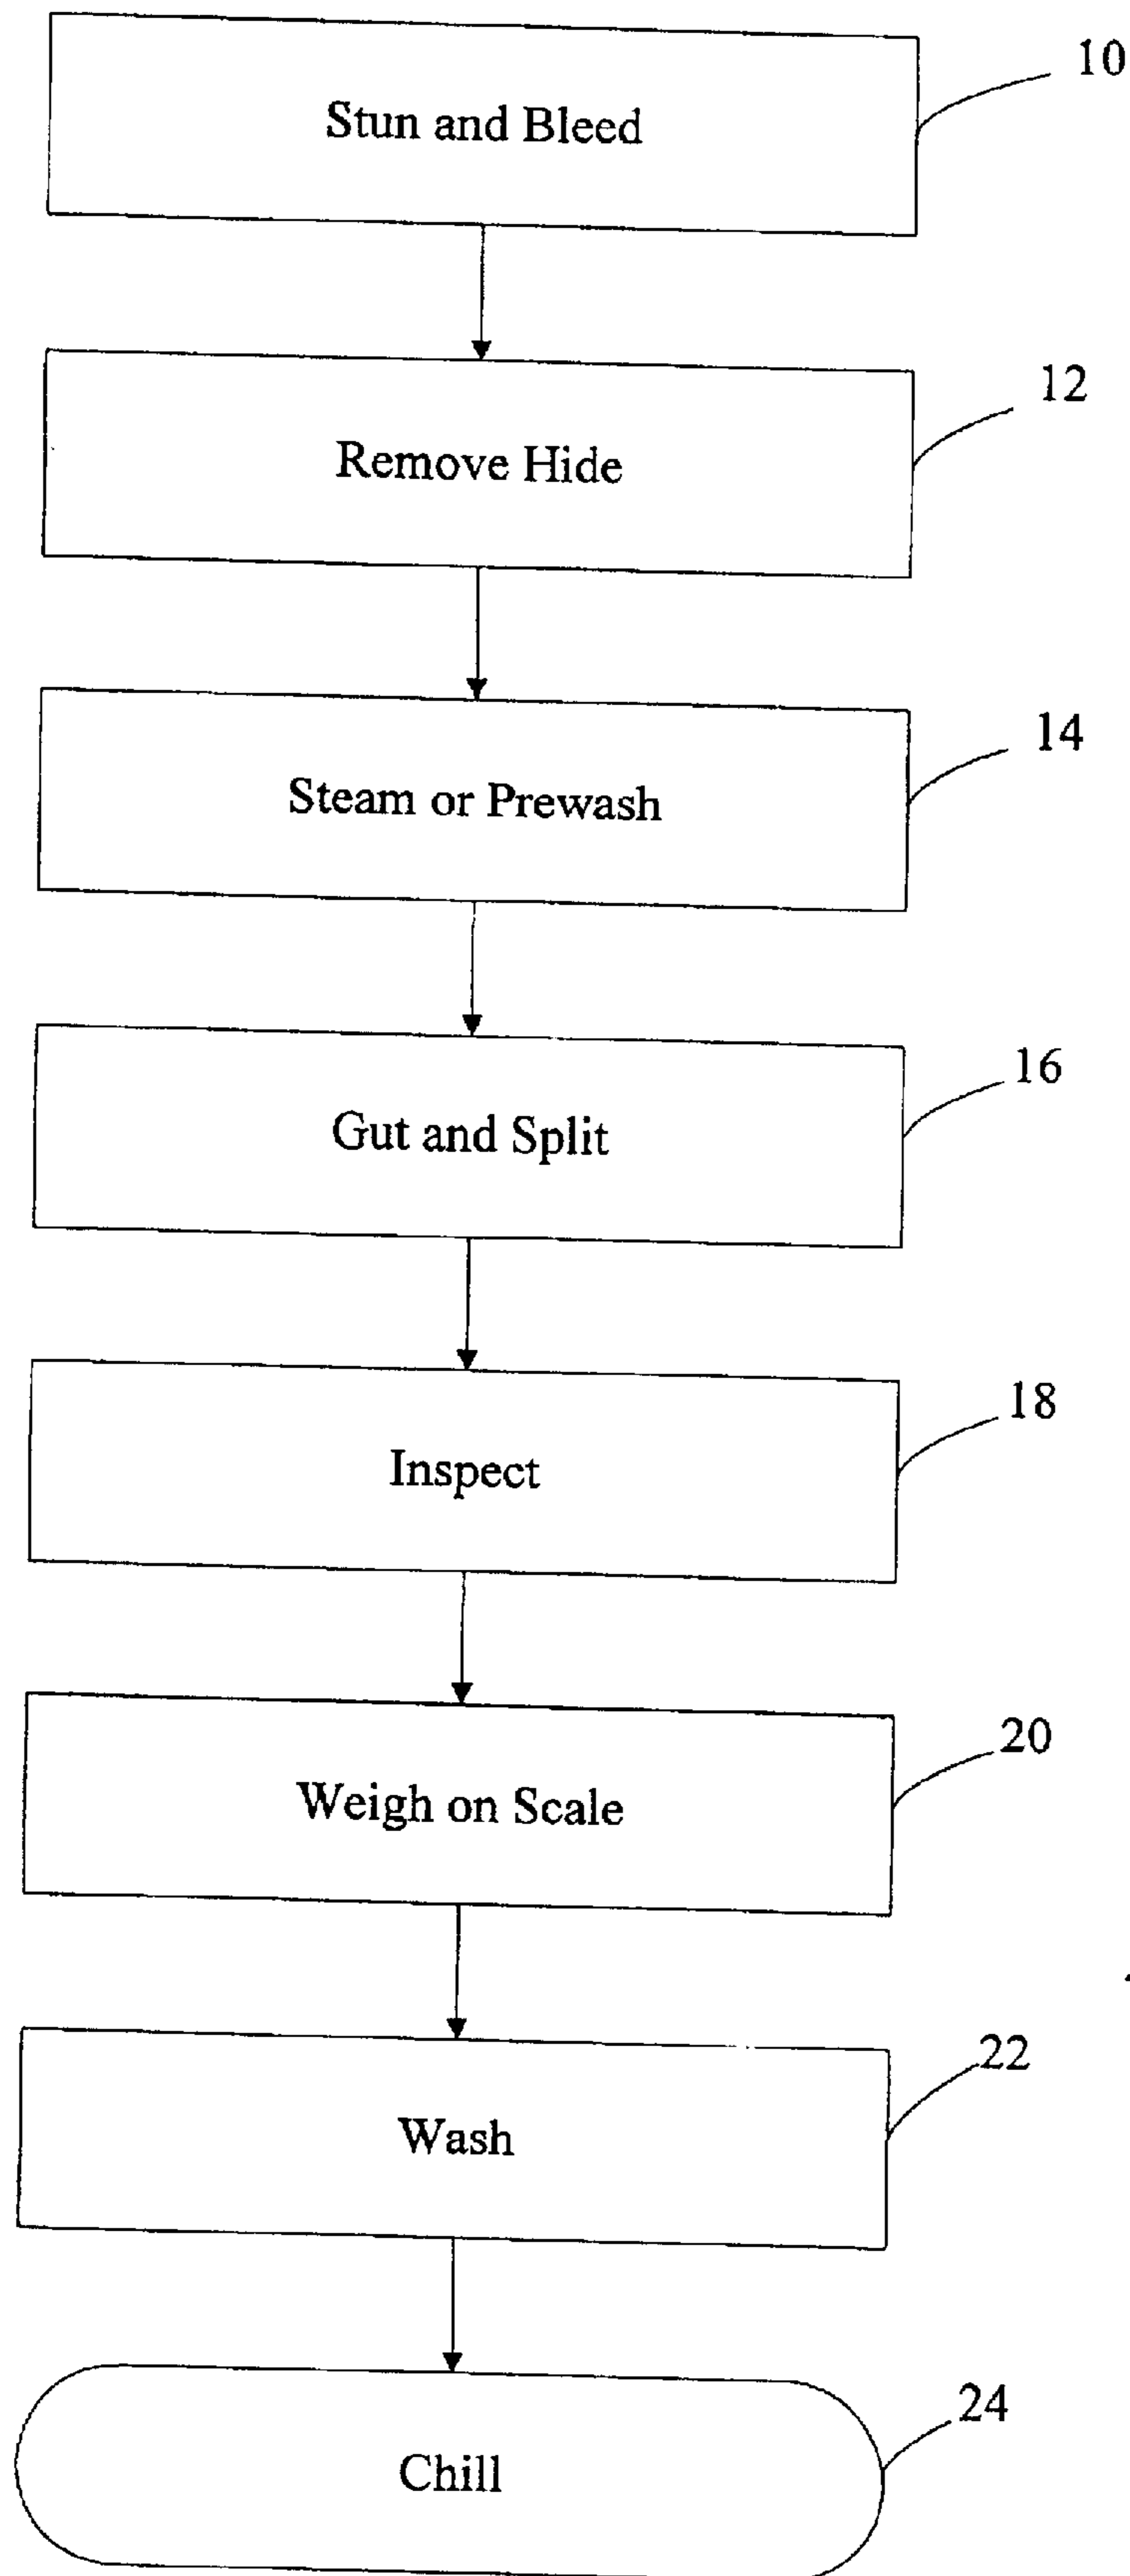 Stun and Bleed
10
Remove Hide
12
Steam or Prewash
14
Gut and Split
16
Inspect
18
Weigh on Scale
20
Wash
22
Chill
24